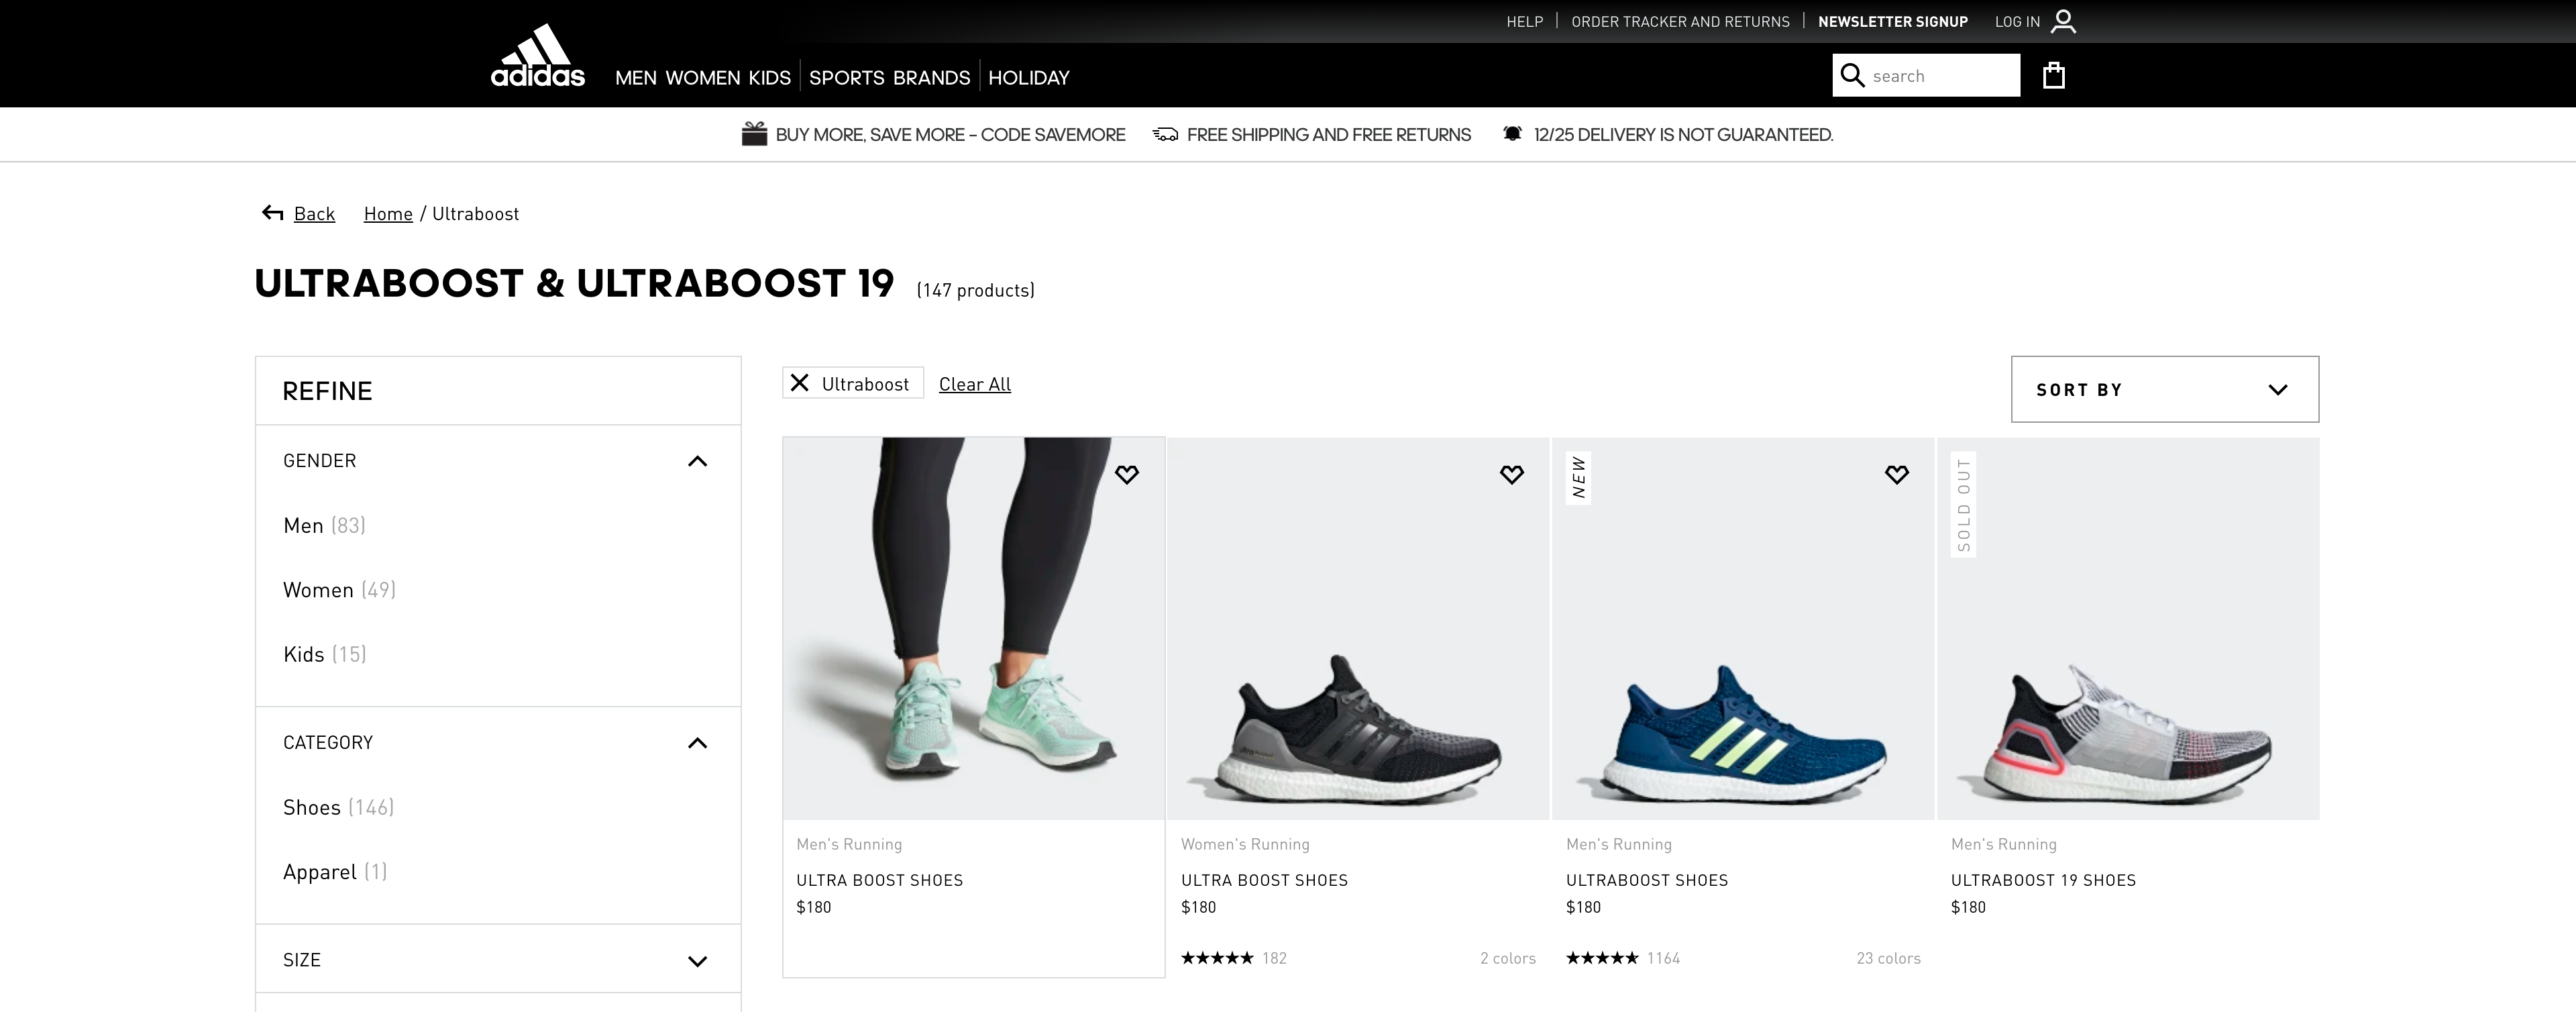 HELP
ORDER TRACKER AND RETURNS
NEWSLETTER SIGNUP
LOG IN
adidas
MEN WOMEN KIDS SPORTS BRANDS HOLIDAY
search
BUY MORE, SAVE MORE – CODE SAVEMORE
FREE SHIPPING AND FREE RETURNS
12/25 DELIVERY IS NOT GUARANTEED.
Back
Home / Ultraboost
ULTRABOOST & ULTRABOOST 19 (147 products)
REFINE
GENDER
Men (83)
Women (49)
Kids (15)
CATEGORY
Shoes (146)
Apparel (1)
SIZE
Ultraboost
Clear All
SORT BY
Men's Running
ULTRA BOOST SHOES
$180
Women's Running
ULTRA BOOST SHOES
$180
182
2 colors
NEW
Men's Running
ULTRABOOST SHOES
$180
1164
23 colors
SOLD OUT
Men's Running
ULTRABOOST 19 SHOES
$180